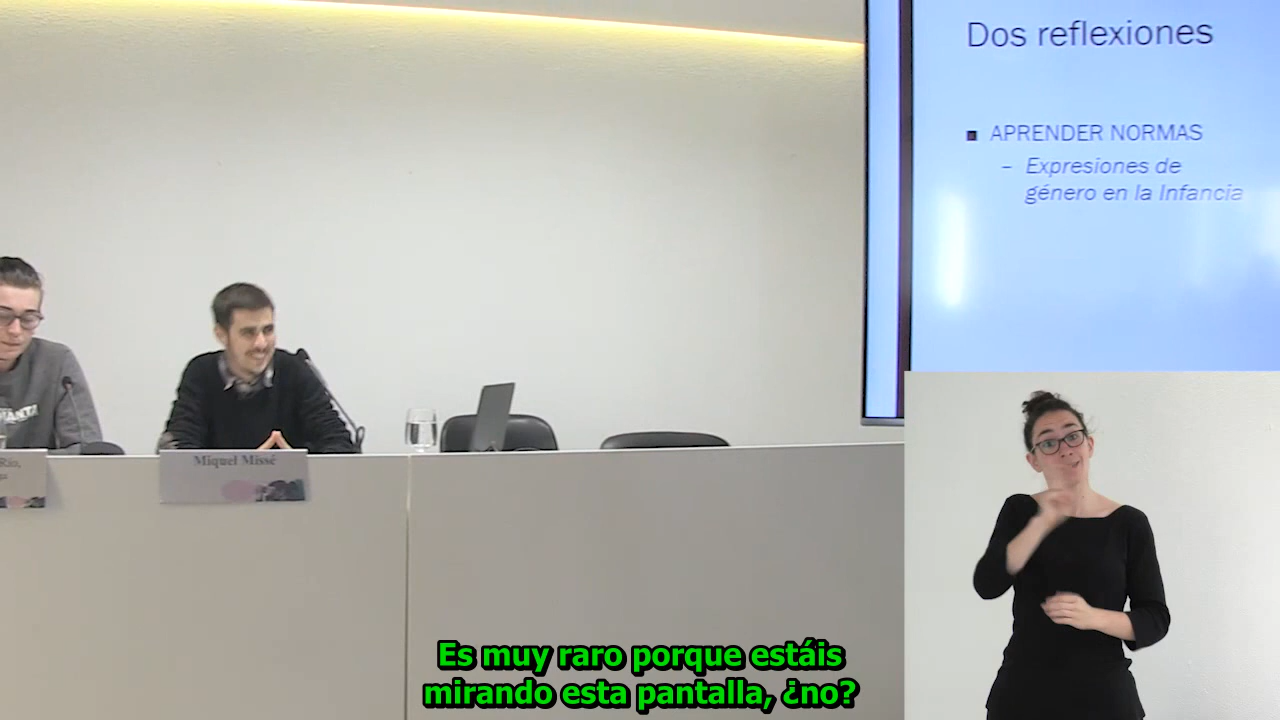 Dos reflexiones
■ APRENDER NORMAS
– Expresiones de
género en la Infancia
Río,
Miquel Missé
Es muy raro porque estáis
mirando esta pantalla, ¿no?